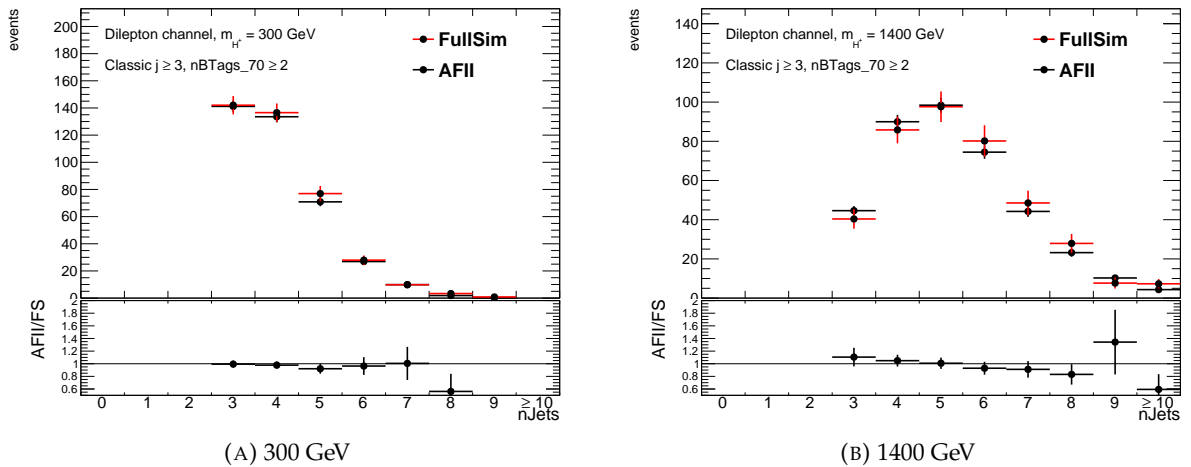 events
200
180
160
140
120
100
80
60
40
20
0
Dilepton channel, m_{H^+} = 300 GeV
Classic j ≥ 3, nBTags_70 ≥ 2
FullSim
AFII
AFII/FS
2
1.8
1.6
1.4
1.2
1
0.8
0.6
0 1 2 3 4 5 6 7 8 9 ≥ 10
nJets
(A) 300 GeV
events
140
120
100
80
60
40
20
0
Dilepton channel, m_{H^+} = 1400 GeV
Classic j ≥ 3, nBTags_70 ≥ 2
FullSim
AFII
AFII/FS
2
1.8
1.6
1.4
1.2
1
0.8
0.6
0 1 2 3 4 5 6 7 8 9 ≥ 10
nJets
(B) 1400 GeV